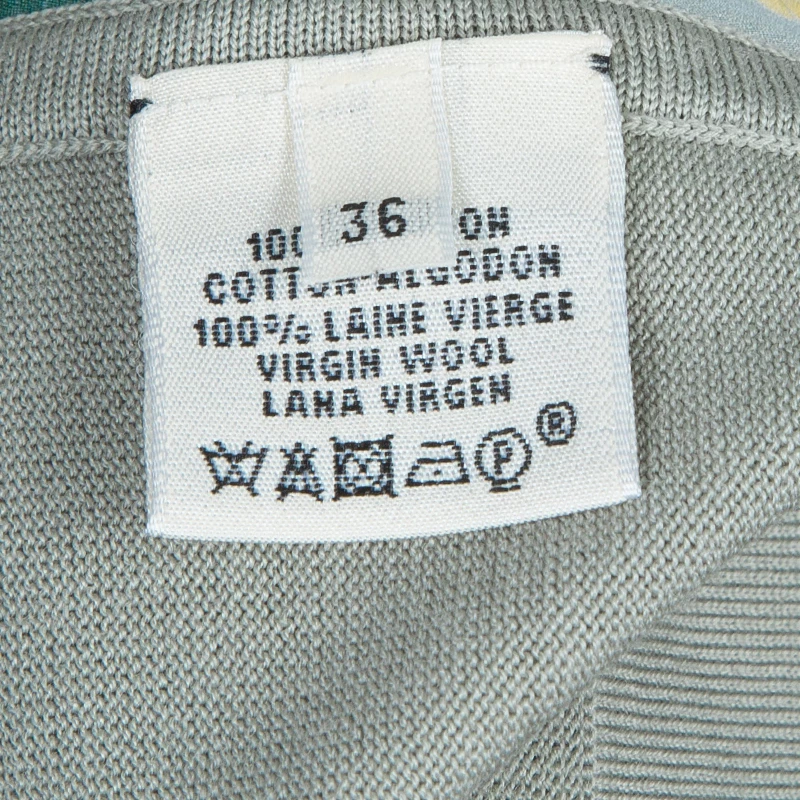 36
COTTON-ALGODON
100% LAINE VIERGE
VIRGIN WOOL
LANA VIRGEN
P
®